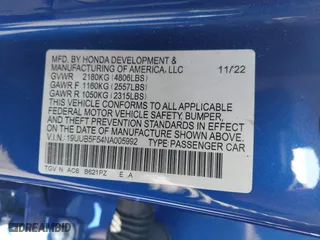 MFD. BY HONDA DEVELOPMENT &
MANUFACTURING OF AMERICA, LLC 11/22
GVWR 2180KG (4806LBS)
GAWR F 1160KG (2557LBS)
GAWR R 1050KG (2315LBS)
THIS VEHICLE CONFORMS TO ALL APPLICABLE
FEDERAL MOTOR VEHICLE SAFETY, BUMPER,
AND THEFT PREVENTION STANDARDS IN EFFECT
ON THE DATE OF MANUFACTURE SHOWN ABOVE.
V.I.N. 19UUB5F54NA005992 TYPE:PASSENGER CAR
TGV N AC6 B621PZ E A
BIDCARS